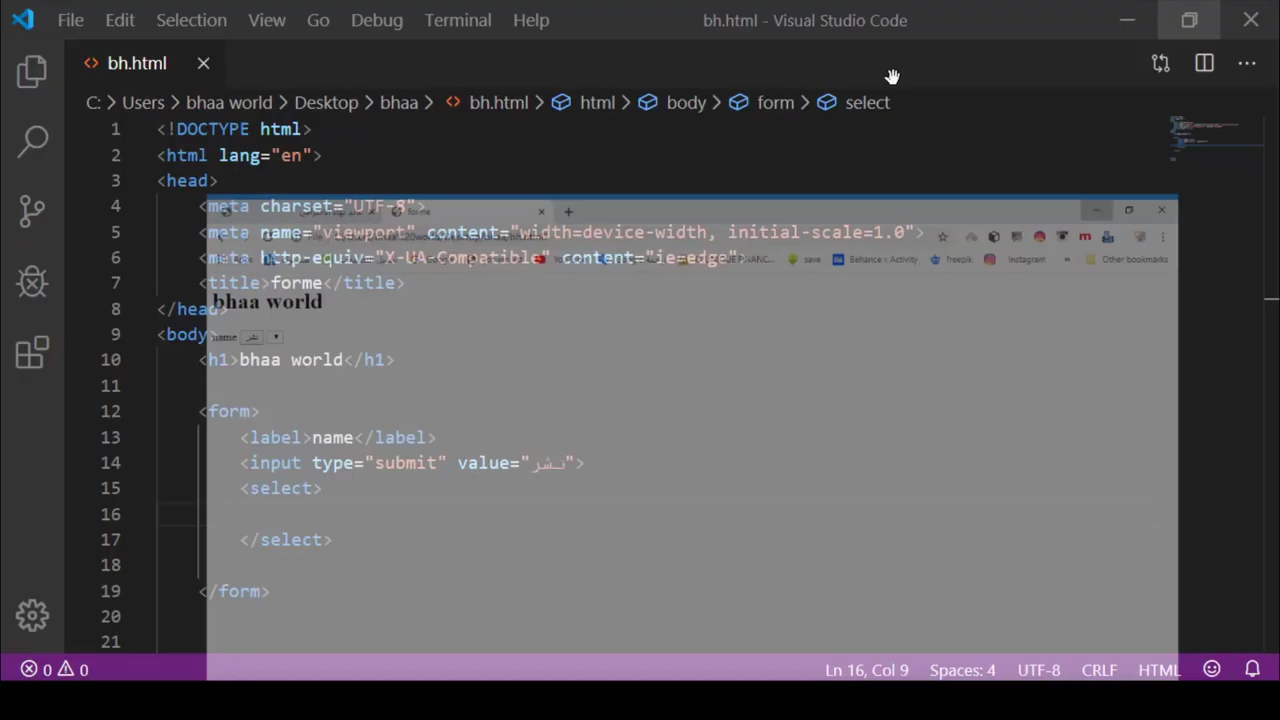 File Edit Selection View Go Debug Terminal Help bh.html - Visual Studio Code
bh.html
C: Users bhaa world Desktop bhaa bh.html html body form select
1 <!DOCTYPE html>
2 <html lang="en">
3 <head>
4 <meta charset="UTF-8">
forme
5 <meta name="viewport" content="width=device-width, initial-scale=1.0">
6 <meta http-equiv="X-UA-Compatible" content="ie=edge">
save Behance :: Activity freepik Instagram » Other bookmarks
7 <title>forme</title>
bhaa world
8 </head>
9 <body>
name نشر
10 <h1>bhaa world</h1>
11
12 <form>
13 <label>name</label>
14 <input type="submit" value="نشر">
15 <select>
16
17 </select>
18
19 </form>
20
21
0 0 Ln 16, Col 9 Spaces: 4 UTF-8 CRLF HTML